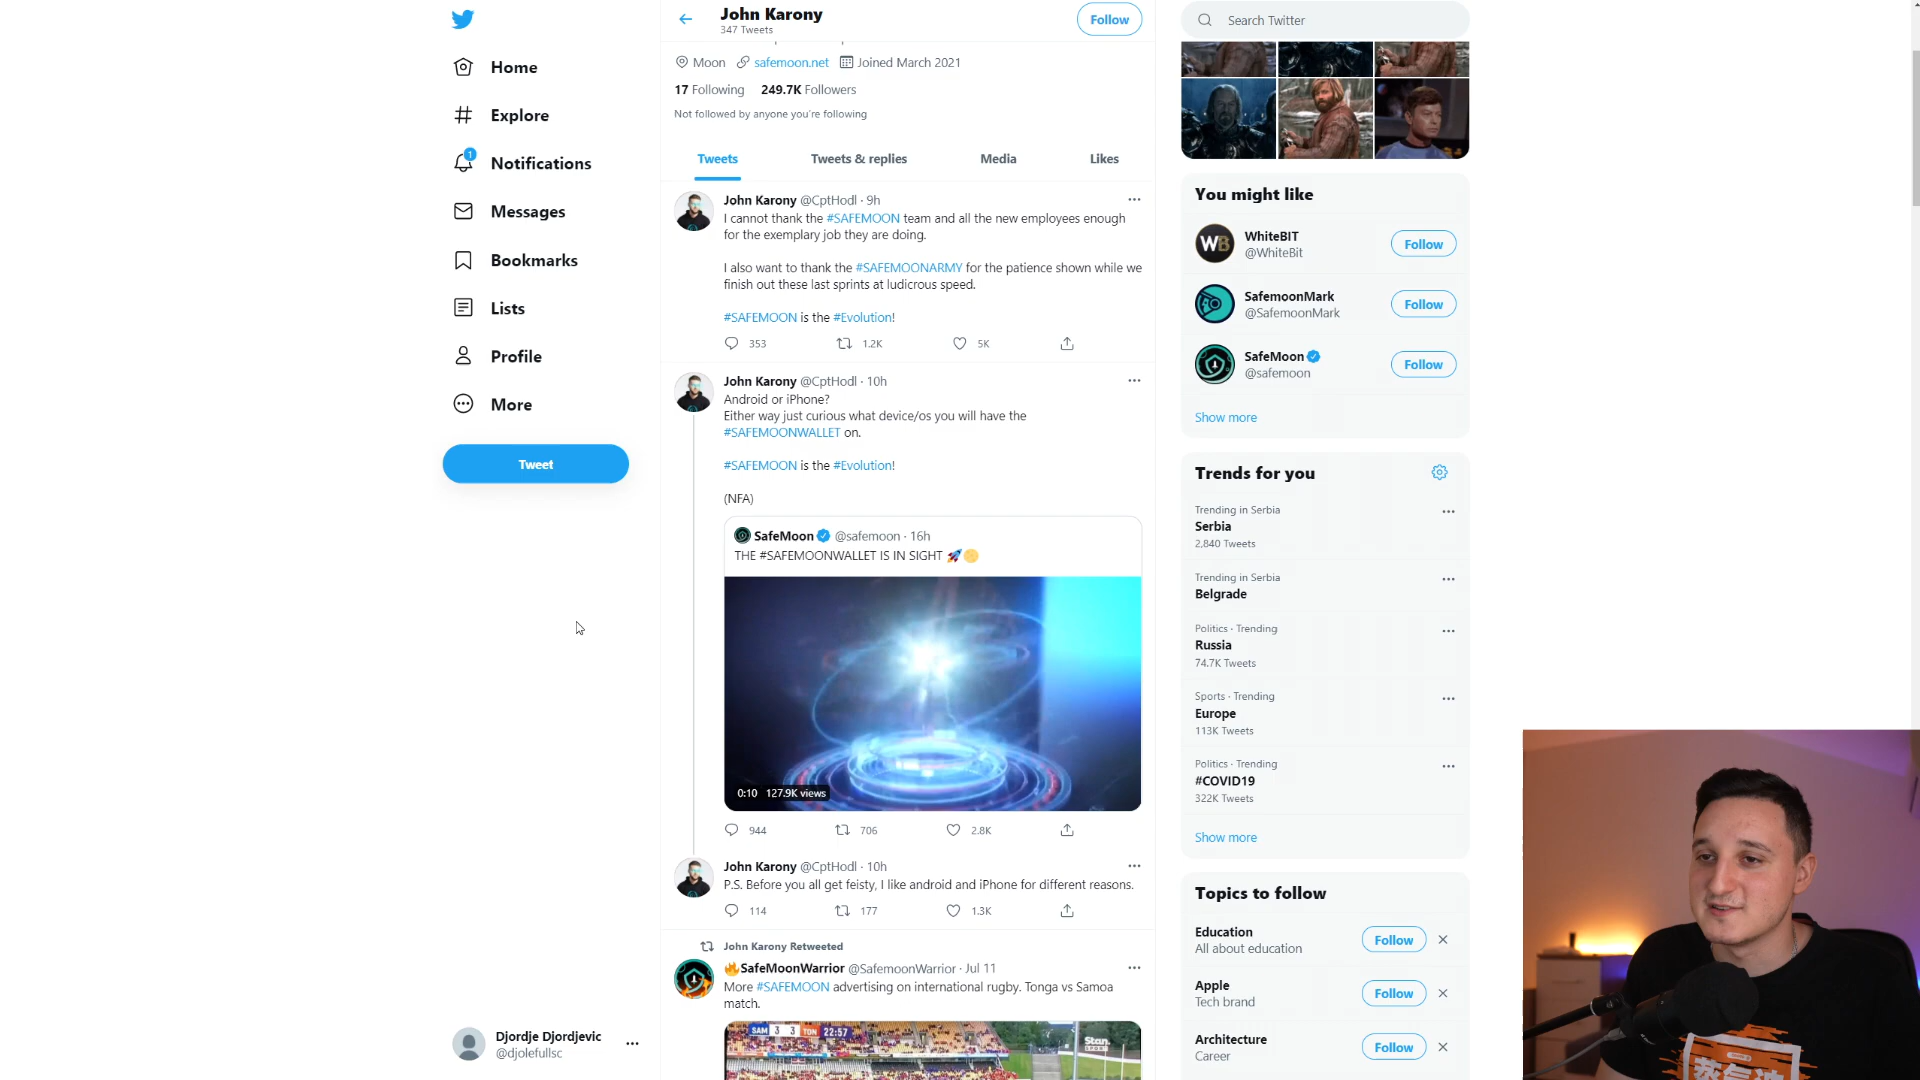 Home
Explore
1
Notifications
Messages
Bookmarks
Lists
Profile
More
Tweet
Djordje Djordjevic
@djolefullsc
John Karony
347 Tweets
Follow
Moon safemoon.net Joined March 2021
17 Following 249.7K Followers
Not followed by anyone you're following
Tweets Tweets & replies Media Likes
John Karony @CptHodl · 9h
I cannot thank the #SAFEMOON team and all the new employees enough
for the exemplary job they are doing.
I also want to thank the #SAFEMOONARMY for the patience shown while we
finish out these last sprints at ludicrous speed.
#SAFEMOON is the #Evolution!
353 1.2K 5K
John Karony @CptHodl · 10h
Android or iPhone?
Either way just curious what device/os you will have the
#SAFEMOONWALLET on.
#SAFEMOON is the #Evolution!
(NFA)
SafeMoon @safemoon · 16h
THE #SAFEMOONWALLET IS IN SIGHT 🚀🌕
0:10 127.9K views
944 706 2.8K
John Karony @CptHodl · 10h
P.S. Before you all get feisty, I like android and iPhone for different reasons.
114 177 1.3K
John Karony Retweeted
🔥SafeMoonWarrior @SafemoonWarrior · Jul 11
More #SAFEMOON advertising on international rugby. Tonga vs Samoa
match.
SAM 3 3 TON 22:57
Stan.
SPORT
Search Twitter
You might like
WB
WhiteBIT
@WhiteBit
Follow
SafemoonMark
@SafemoonMark
Follow
SafeMoon
@safemoon
Follow
Show more
Trends for you
Trending in Serbia
Serbia
2,840 Tweets
Trending in Serbia
Belgrade
Politics · Trending
Russia
74.7K Tweets
Sports · Trending
Europe
113K Tweets
Politics · Trending
#COVID19
322K Tweets
Show more
Topics to follow
Education
All about education
Follow
Apple
Tech brand
Follow
Architecture
Career
Follow